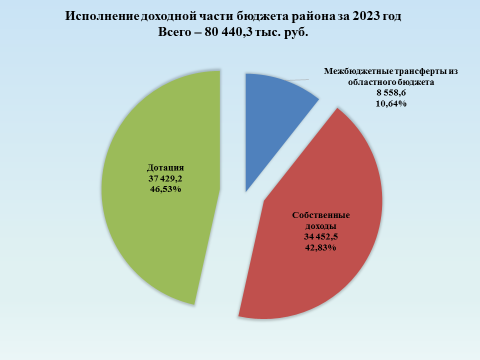 Исполнение доходной части бюджета района за 2023 год
Всего – 80 440,3 тыс. руб.
Межбюджетные трансферты из
областного бюджета
8 558,6
10,64%
Дотация
37 429,2
46,53%
Собственные
доходы
34 452,5
42,83%